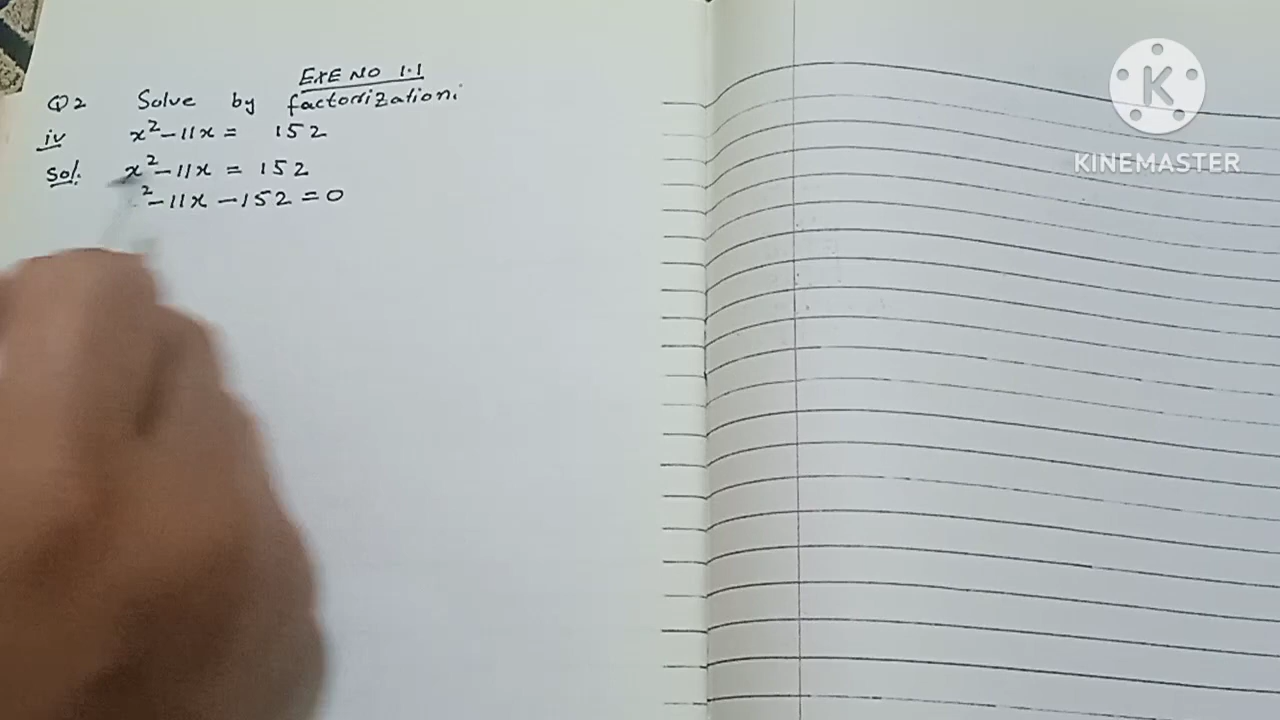 EXE NO 1.1
Q2 Solve by factorization:
iv x² - 11x = 152
Sol: x² - 11x = 152
² - 11x - 152 = 0
K
KINEMASTER